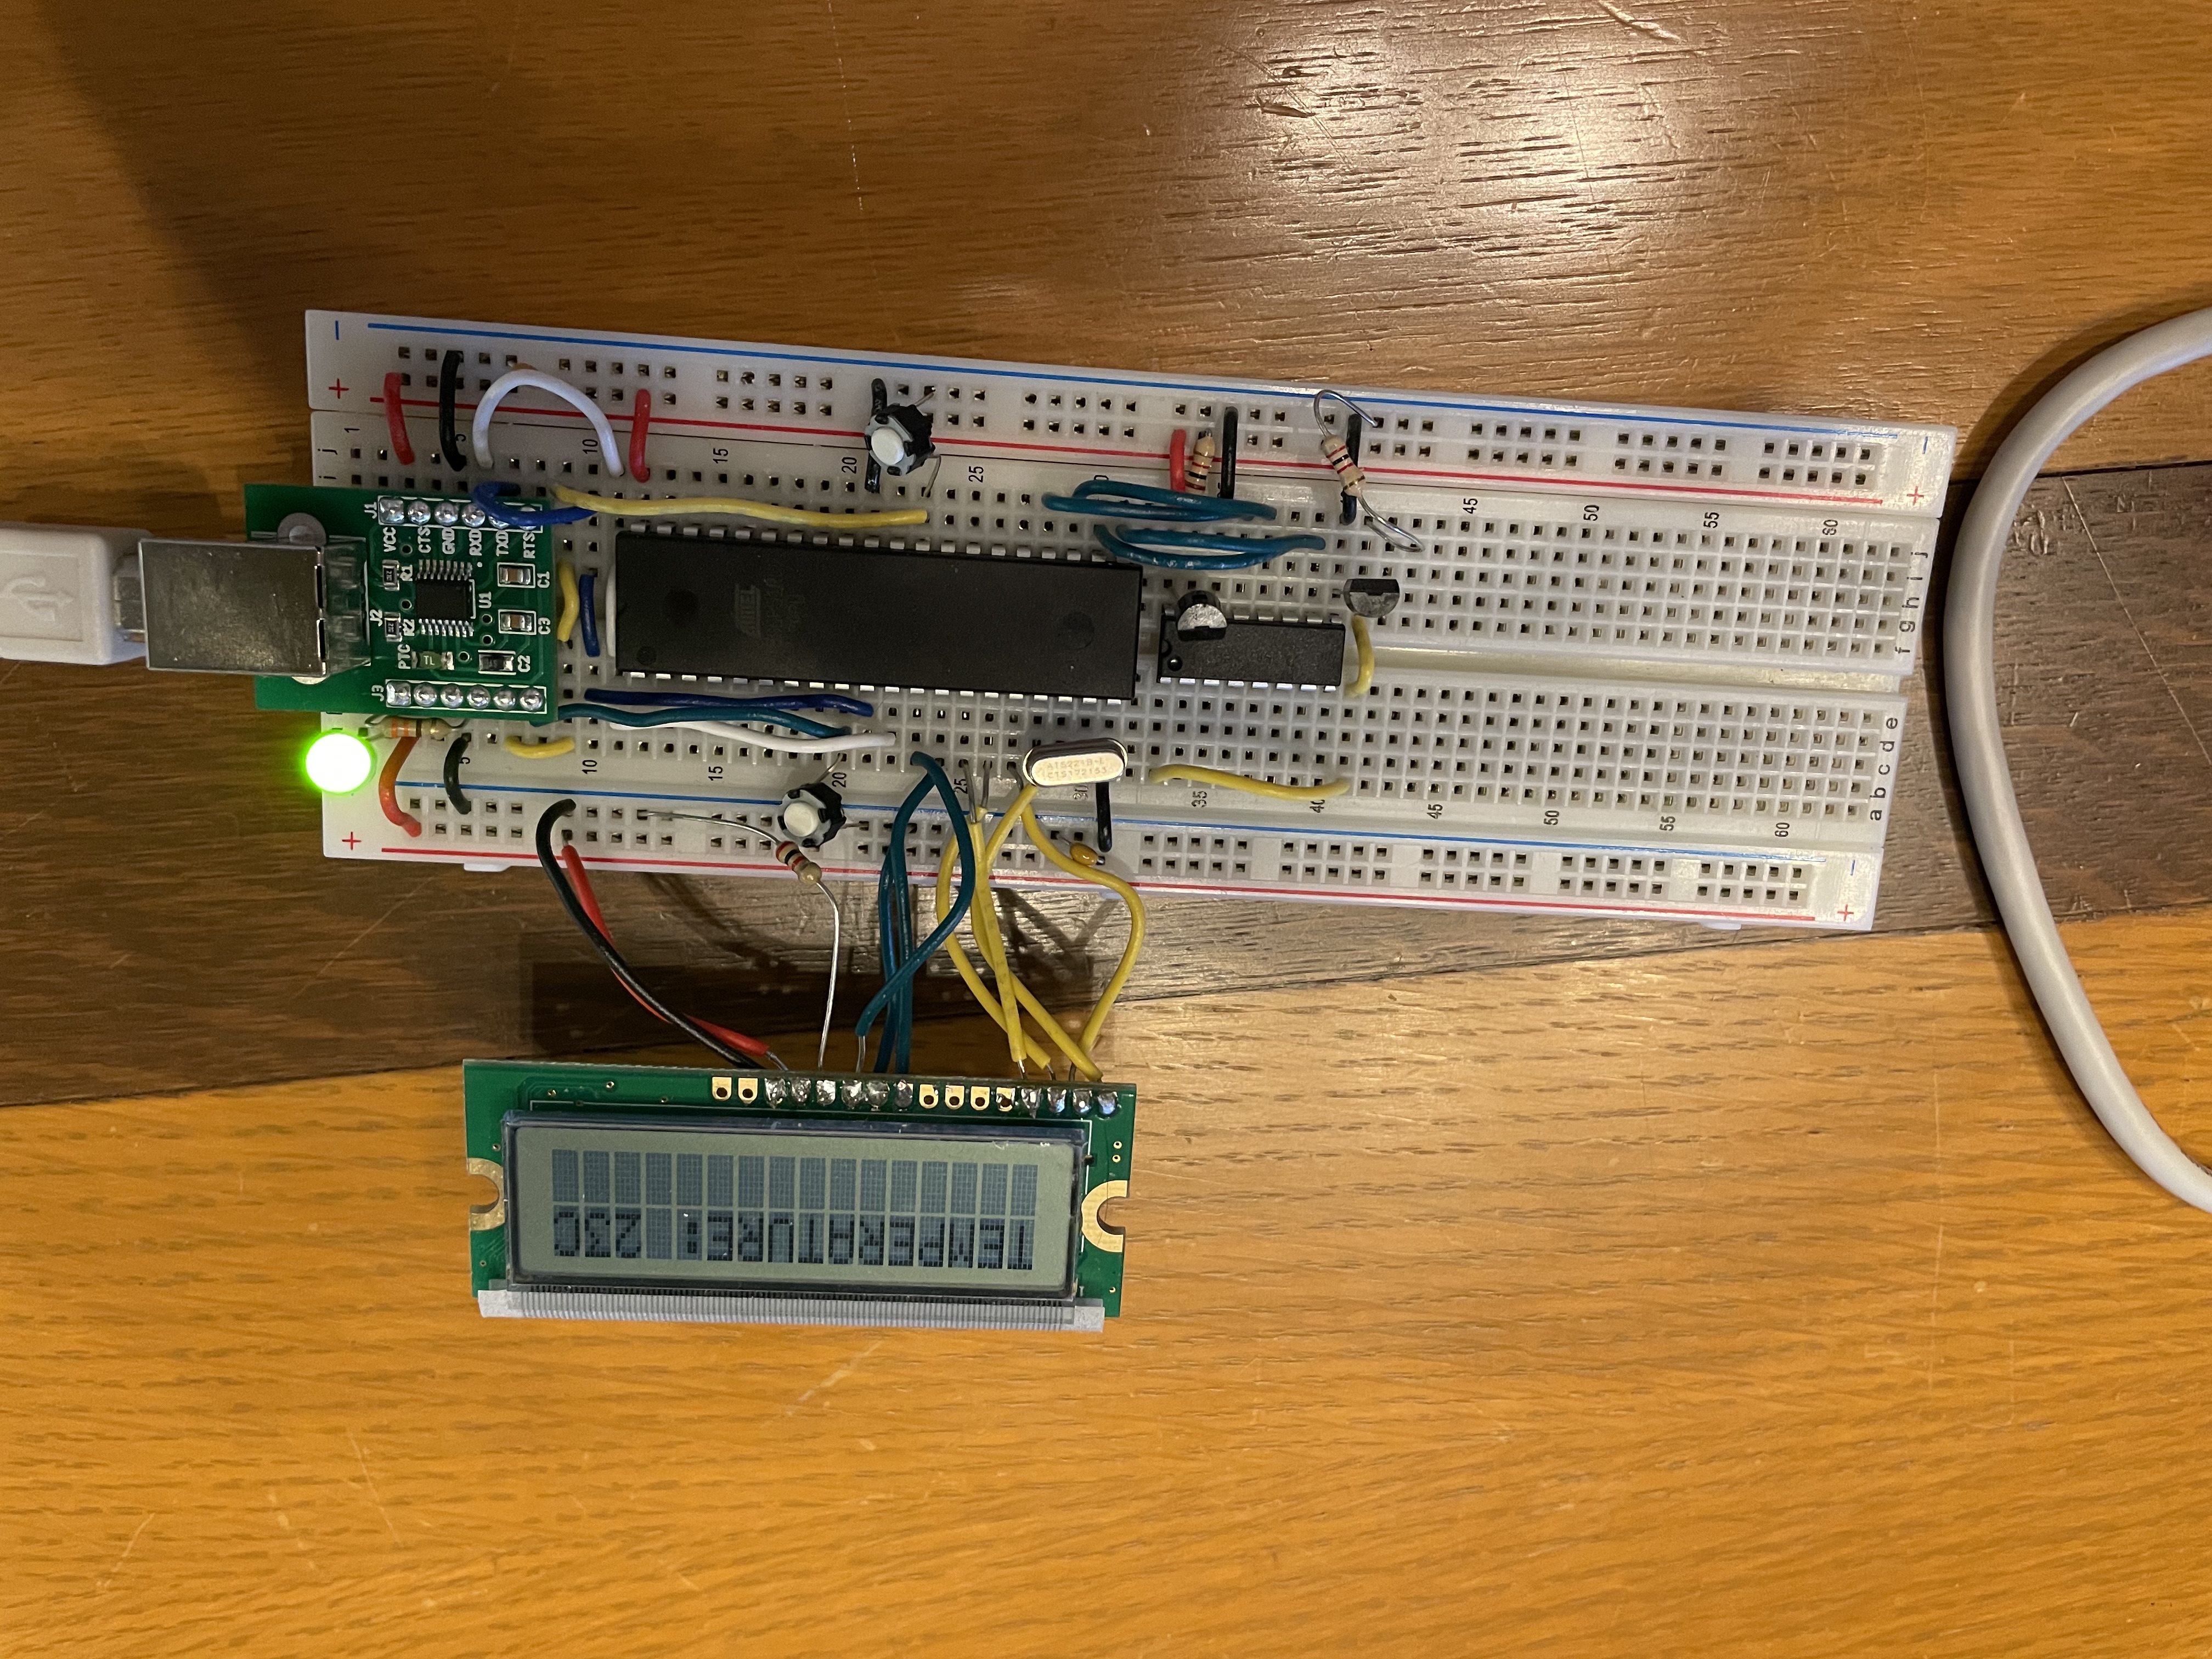 TEMPERATURE: 23C
J3
J2
J1
PTC
R2
R1
VCC
CTS
GND
RXD
TXD
RTS
U1
C2
C3
C1
i j
+
+ −
1
5
5
10
10
15
15
20
20
25
25
35
40
45
45
50
50
55
55
60
60
a b c d e
f g h i j
+ −
+ −
ATMEL